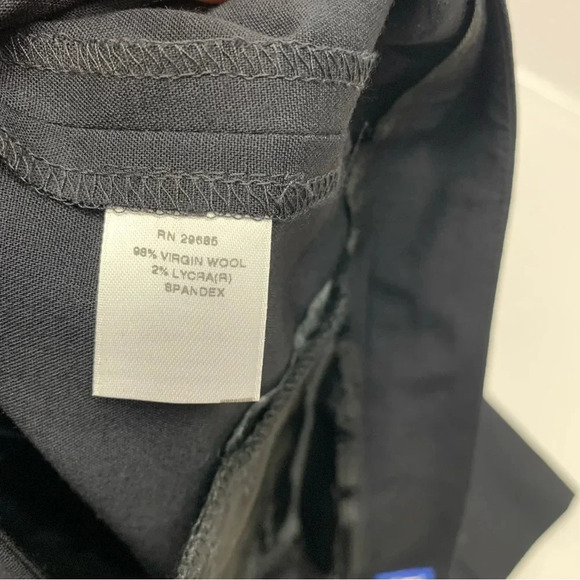 RN 29685
98% VIRGIN WOOL
2% LYCRA(R)
SPANDEX